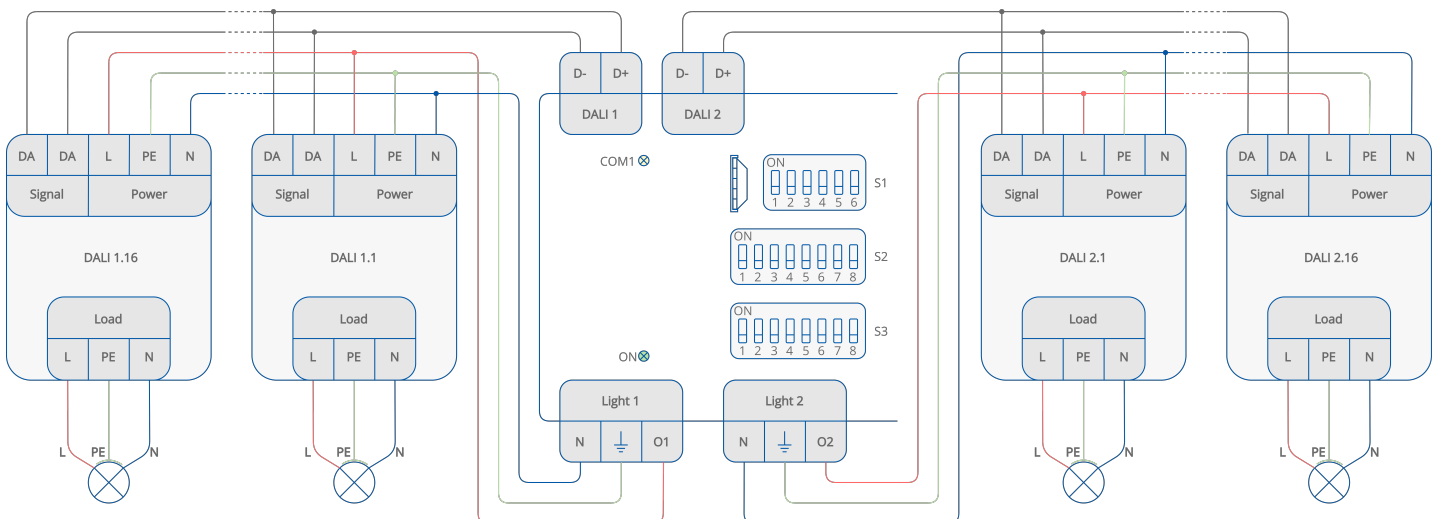 D- D+ D- D+
DALI 1 DALI 2
DA DA L PE N DA DA L PE N DA DA L PE N DA DA L PE N
Signal Power Signal Power Signal Power Signal Power
COM1
ON
S1
1 2 3 4 5 6
ON
S2
1 2 3 4 5 6 7 8
ON
S3
1 2 3 4 5 6 7 8
DALI 1.16 DALI 1.1 DALI 2.1 DALI 2.16
Load Load Load Load
L PE N L PE N L PE N L PE N
ON
Light 1 Light 2
N O1 N O2
L PE N L PE N L PE N L PE N